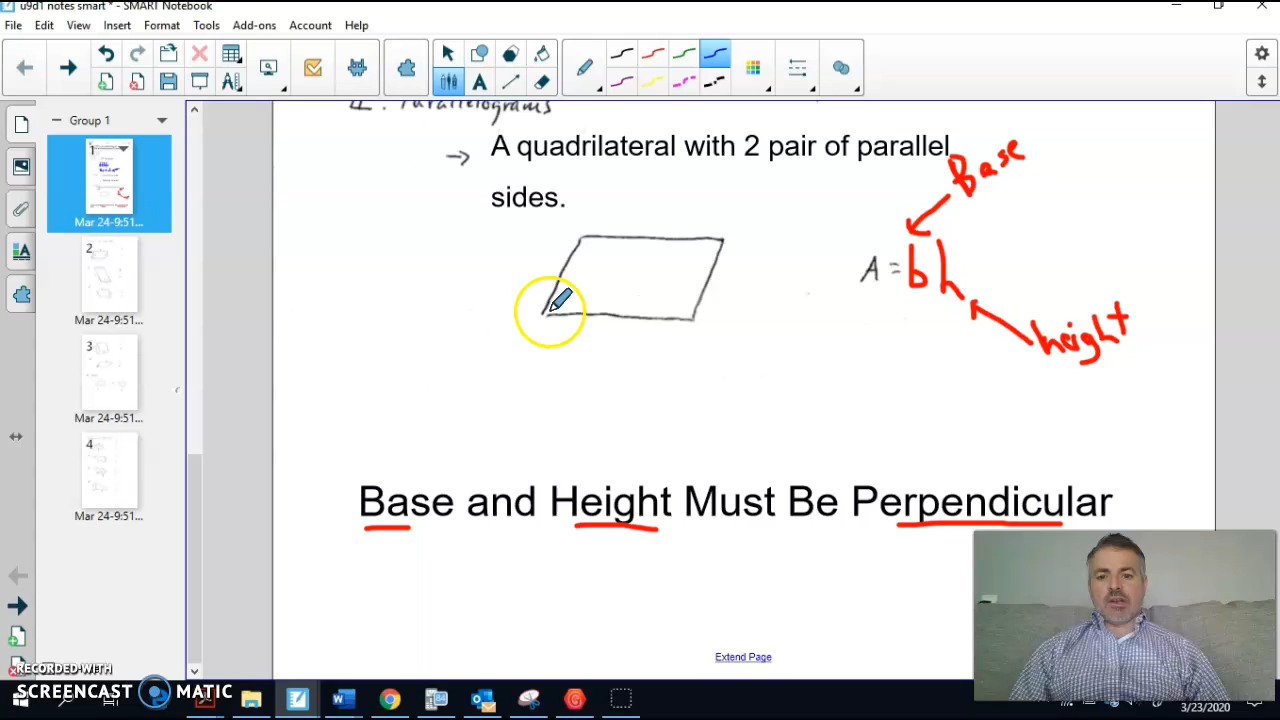 u9d1 notes smart * - SMART Notebook
File Edit View Insert Format Tools Add-ons Account Help
Group 1
1
Mar 24-9:51...
2
Mar 24-9:51...
3
Mar 24-9:51...
4
Mar 24-9:51...
II. Parallelograms
→ A quadrilateral with 2 pair of parallel
sides.
Base
A = bh
height
Base and Height Must Be Perpendicular
Extend Page
RECORDED WITH
SCREENCAST MATIC
3/23/2020